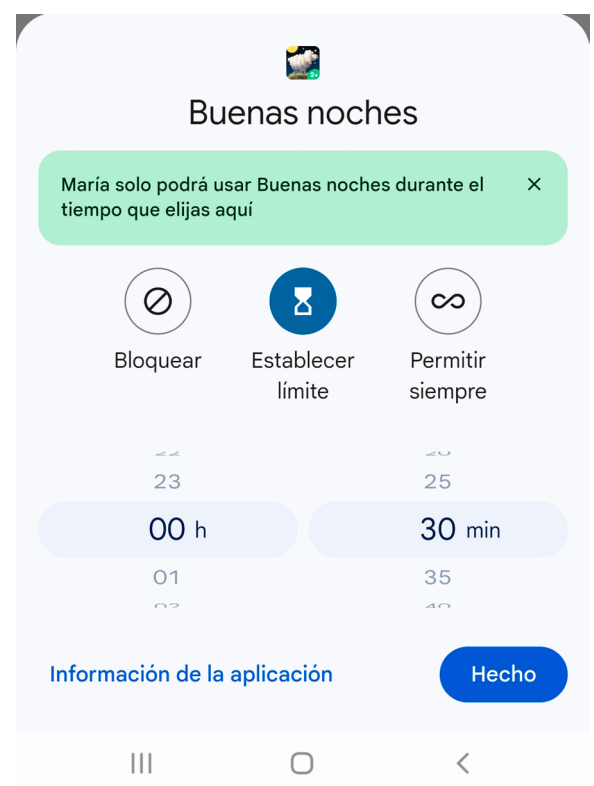 2+
Buenas noches
María solo podrá usar Buenas noches durante el
tiempo que elijas aquí
Bloquear
Establecer
límite
Permitir
siempre
23
25
00 h
30 min
01
35
Información de la aplicación
Hecho